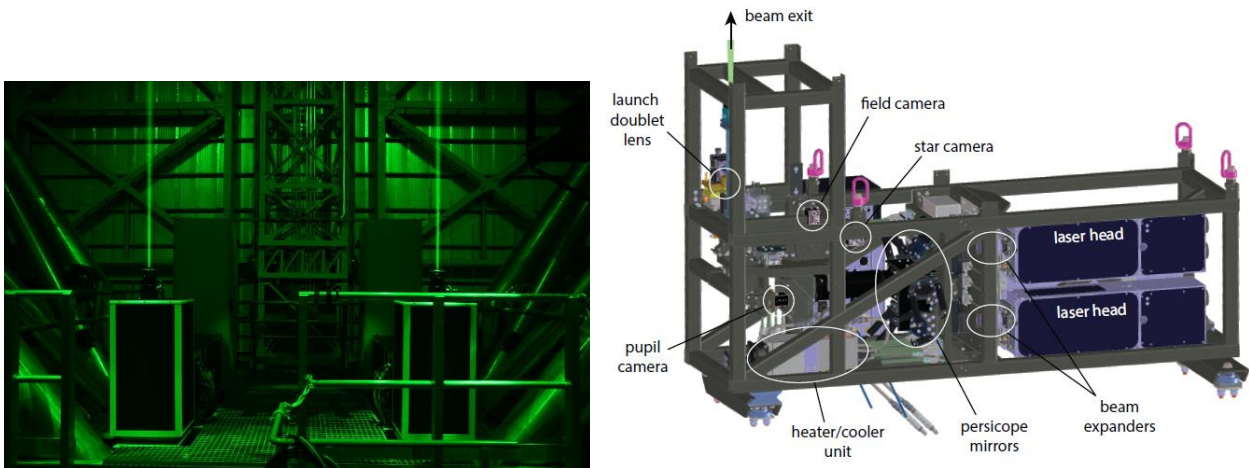 beam exit
launch
doublet
lens
field camera
star camera
laser head
laser head
pupil
camera
heater/cooler
unit
persicope
mirrors
beam
expanders